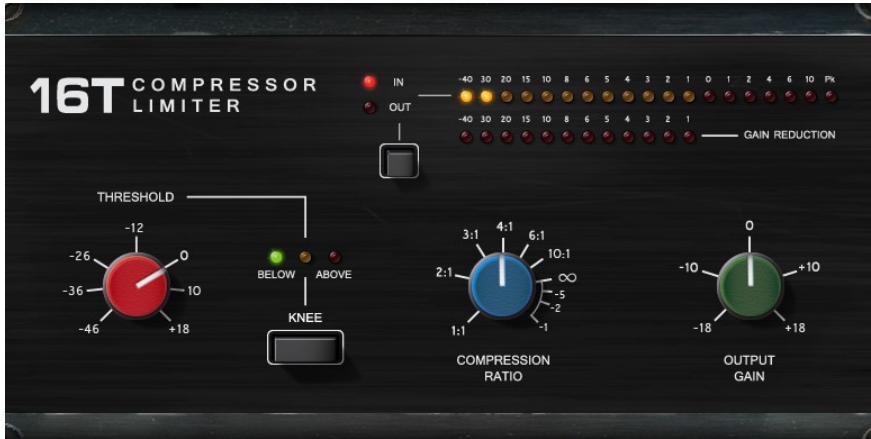 16T COMPRESSOR
LIMITER
IN
OUT
-40 30 20 15 10 8 6 5 4 3 2 1 0 1 2 4 6 10 Pk
-40 30 20 15 10 8 6 5 4 3 2 1
GAIN REDUCTION
THRESHOLD
-12
-26 0
-36 10
-46 +18
BELOW ABOVE
KNEE
4:1
3:1 6:1
2:1 10:1
∞
-5
-2
1:1 -1
COMPRESSION
RATIO
0
-10 +10
-18 +18
OUTPUT
GAIN